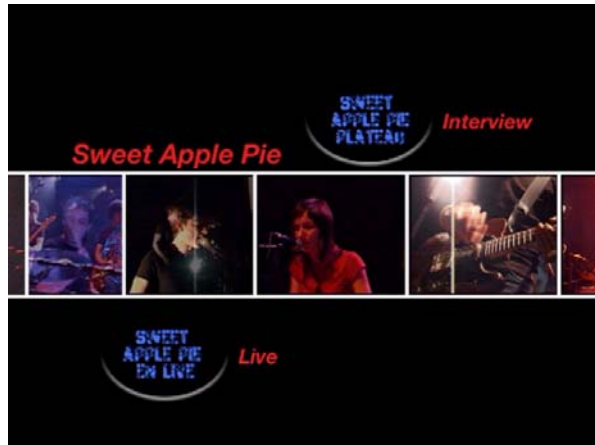 SWEET
APPLE PIE
PLATEAU
Interview
Sweet Apple Pie
SWEET
APPLE PIE
EN LIVE
Live